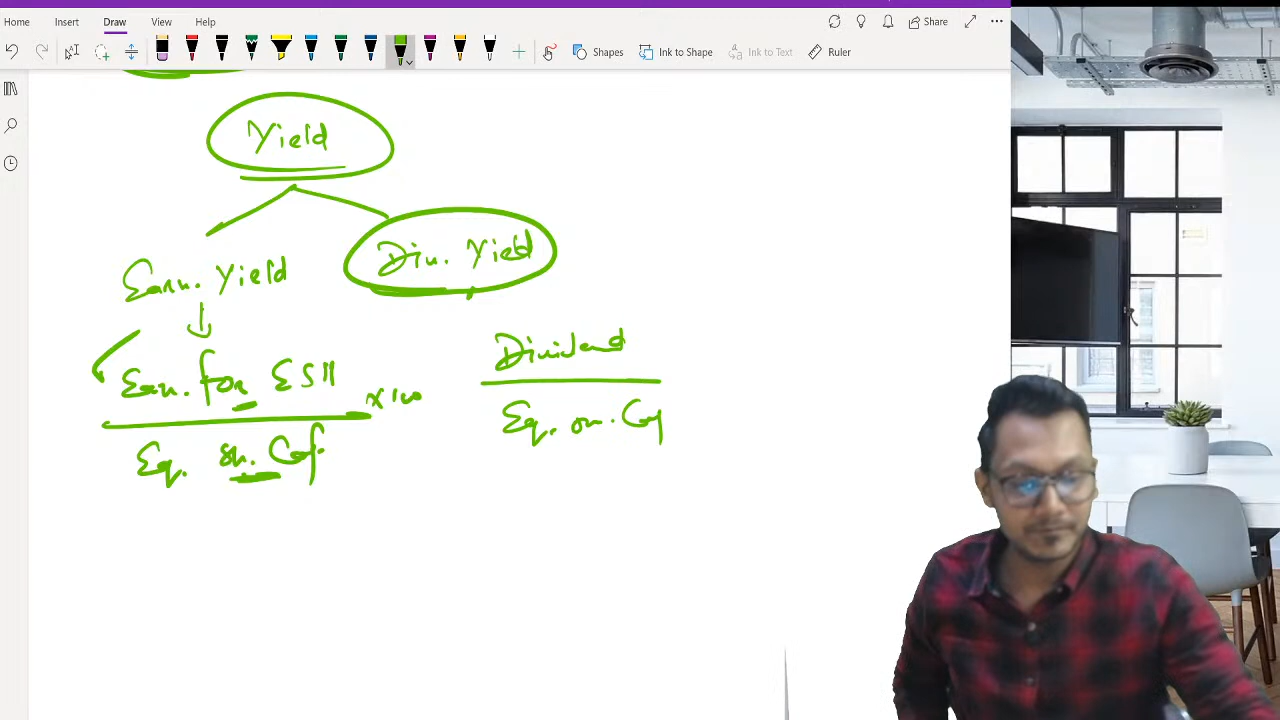 Home Insert Draw View Help
Share
Shapes Ink to Shape Ink to Text Ruler
Yield
Earn. Yield
Div. Yield
Earn. for ESH x 100
Eq. sh. Cap.
Dividend
Eq. sh. Cap